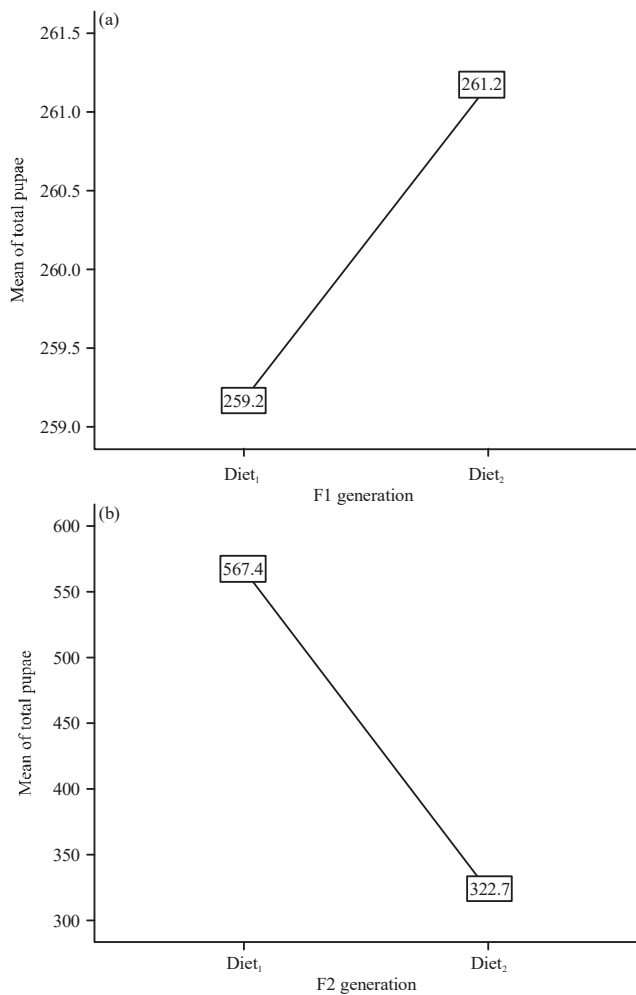 (a)
261.5
261.0
260.5
260.0
259.5
259.0
Mean of total pupae
261.2
259.2
Diet₁ Diet₂
F1 generation
(b)
600
550
500
450
400
350
300
Mean of total pupae
567.4
322.7
Diet₁ Diet₂
F2 generation